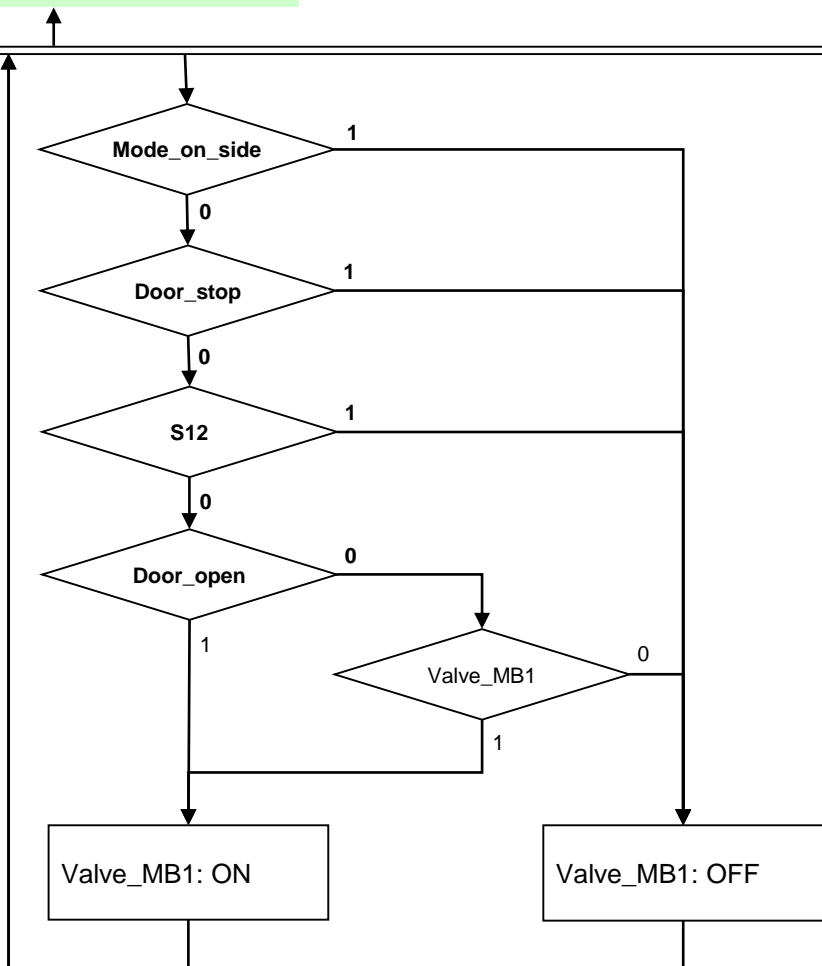 Mode_on_side
1
0
Door_stop
1
0
S12
1
0
Door_open
0
1
Valve_MB1
0
1
Valve_MB1: ON
Valve_MB1: OFF